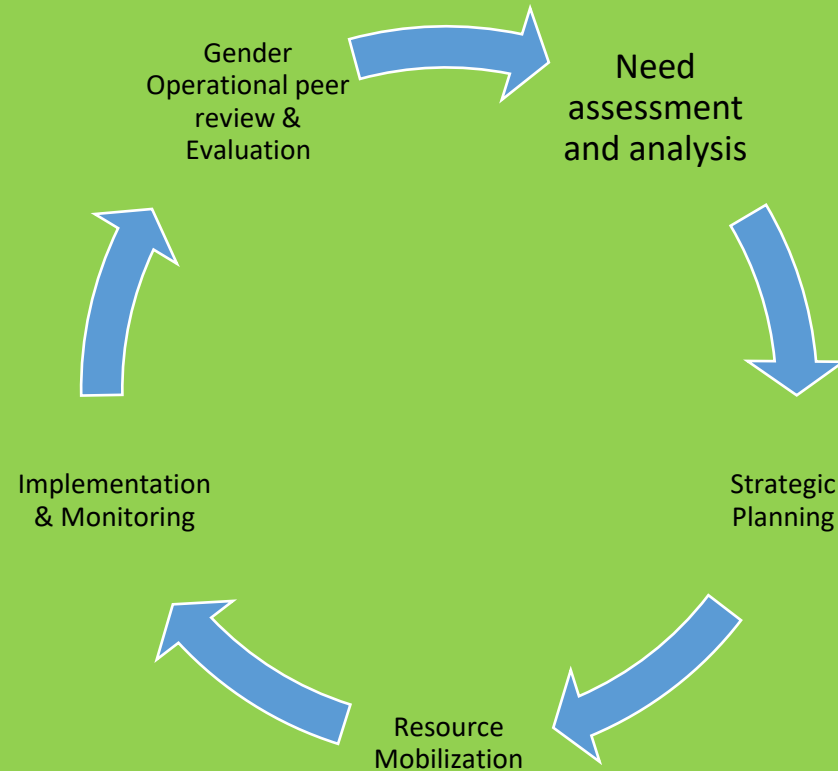 Gender
Operational peer
review &
Evaluation
Need
assessment
and analysis
Strategic
Planning
Resource
Mobilization
Implementation
& Monitoring